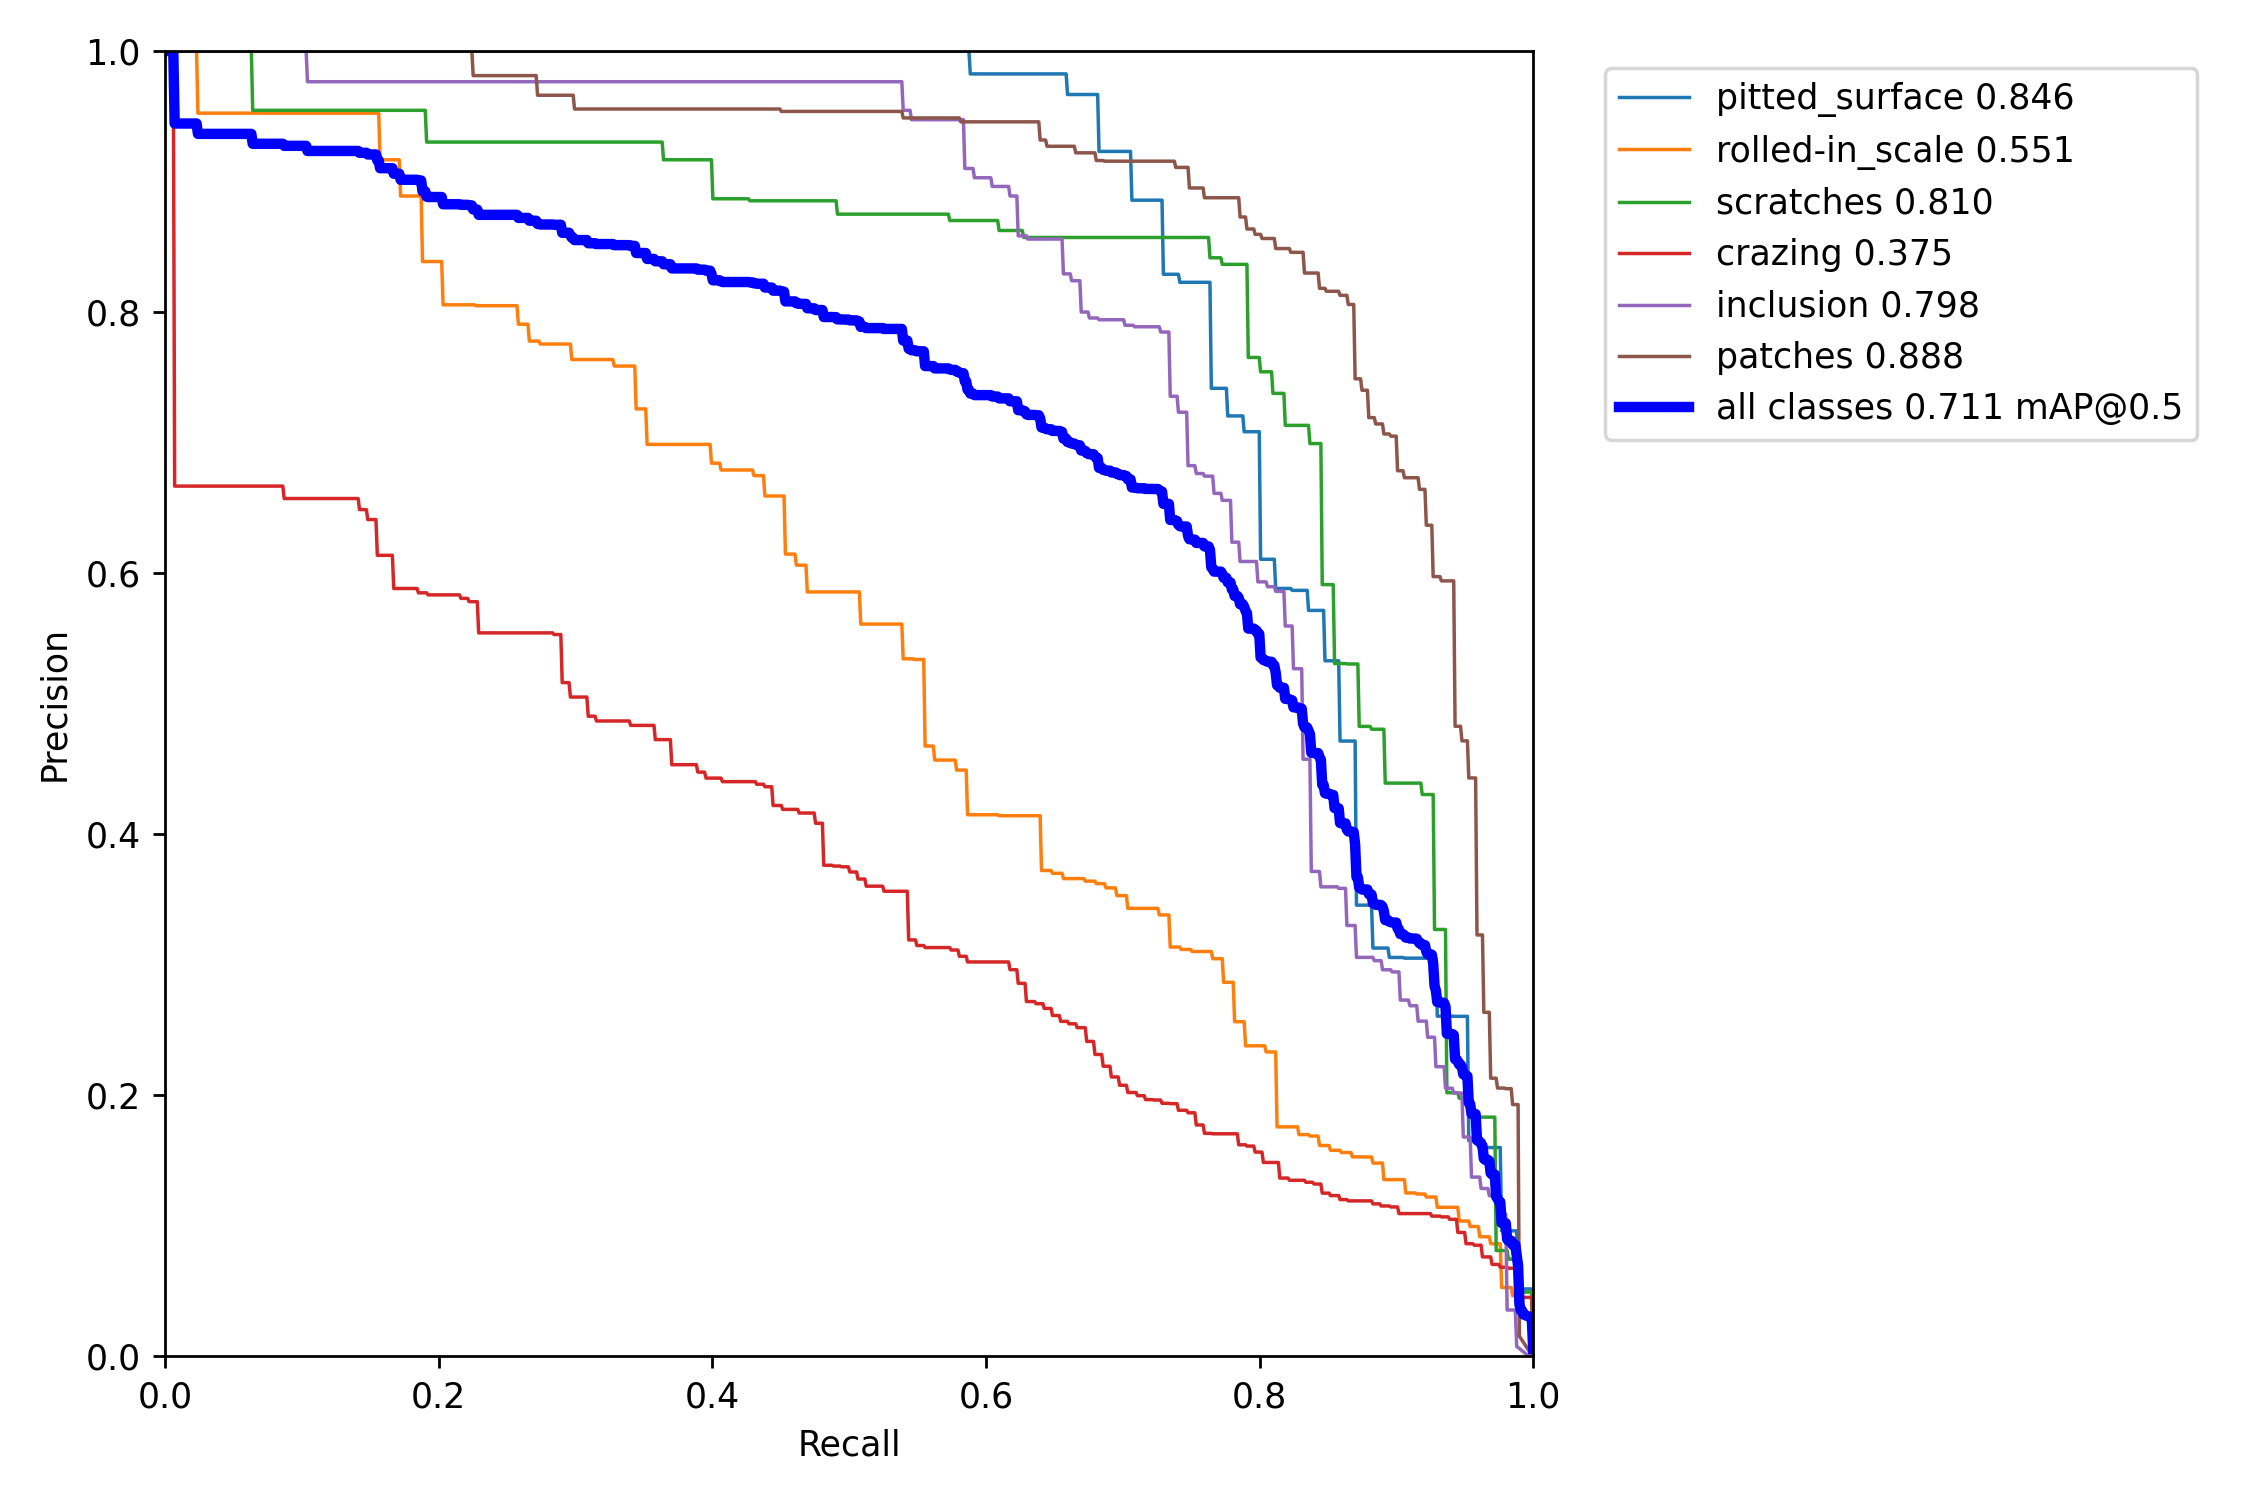 1.0
0.8
0.6
0.4
0.2
0.0
Precision
0.0 0.2 0.4 0.6 0.8 1.0
Recall
pitted_surface 0.846
rolled-in_scale 0.551
scratches 0.810
crazing 0.375
inclusion 0.798
patches 0.888
all classes 0.711 mAP@0.5